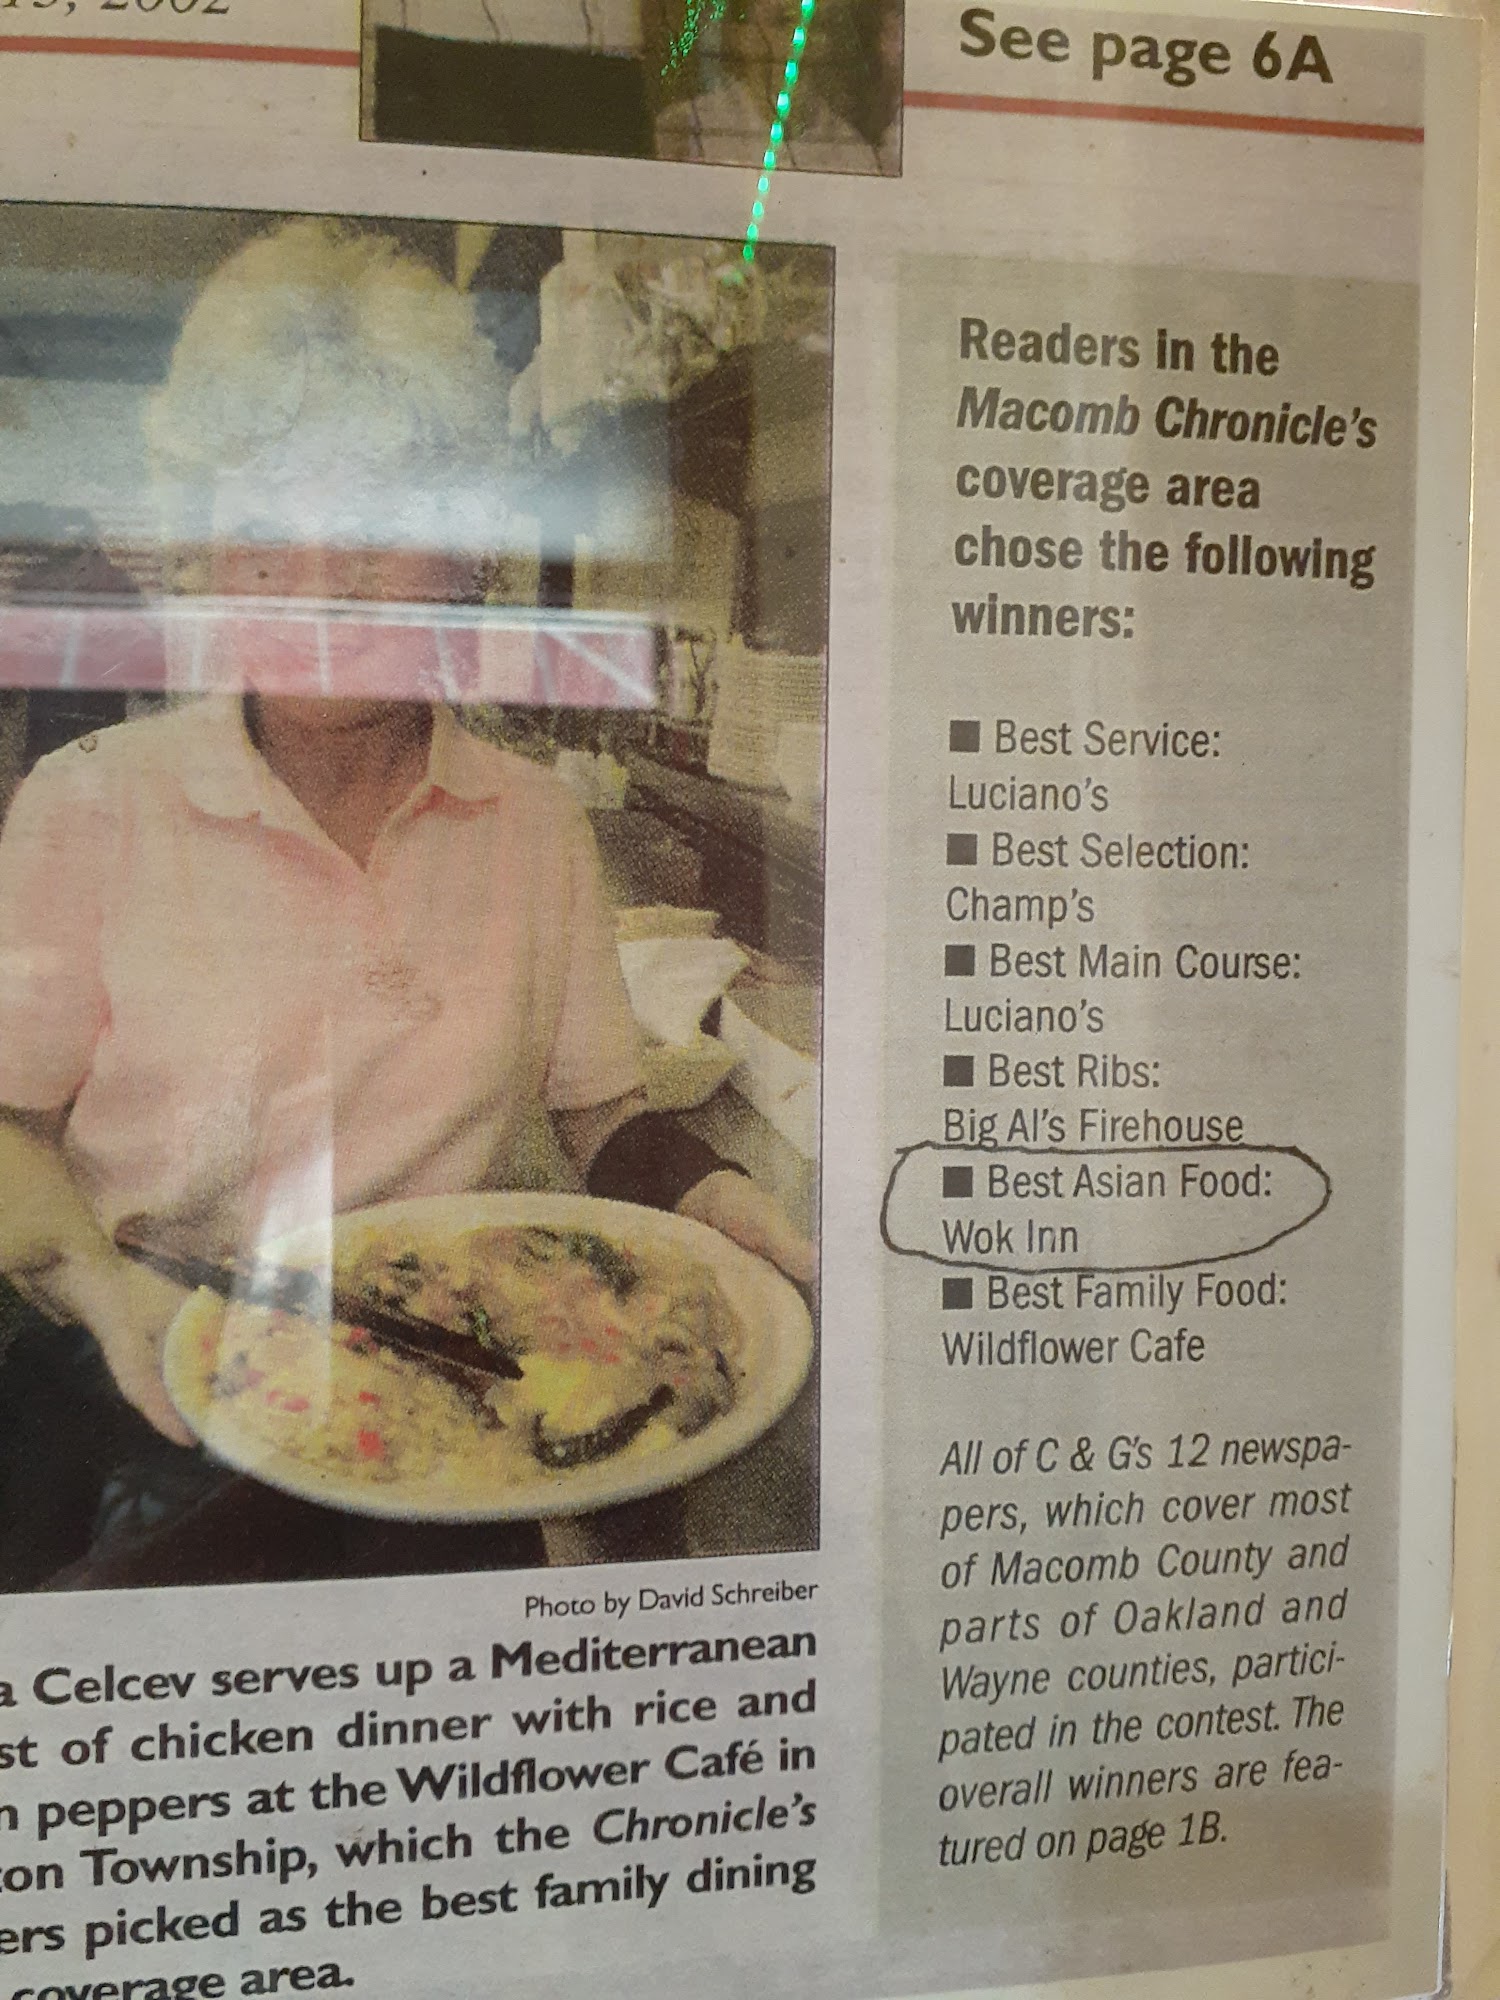 2002
See page 6A
Readers in the
Macomb Chronicle's
coverage area
chose the following
winners:
■ Best Service:
Luciano's
■ Best Selection:
Champ's
■ Best Main Course:
Luciano's
■ Best Ribs:
Big Al's Firehouse
■ Best Asian Food:
Wok Inn
■ Best Family Food:
Wildflower Cafe
All of C & G's 12 newspa-
pers, which cover most
of Macomb County and
parts of Oakland and
Wayne counties, partici-
pated in the contest. The
overall winners are fea-
tured on page 1B.
Photo by David Schreiber
a Celcev serves up a Mediterranean
st of chicken dinner with rice and
n peppers at the Wildflower Café in
on Township, which the Chronicle's
ers picked as the best family dining
coverage area.